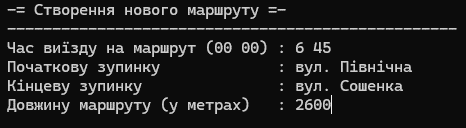 -= Створення нового маршруту =-
--------------------------------------------------
Час виїзду на маршрут (00 00) : 6 45
Початкову зупинку : вул. Північна
Кінцеву зупинку : вул. Сошенка
Довжину маршруту (у метрах) : 2600